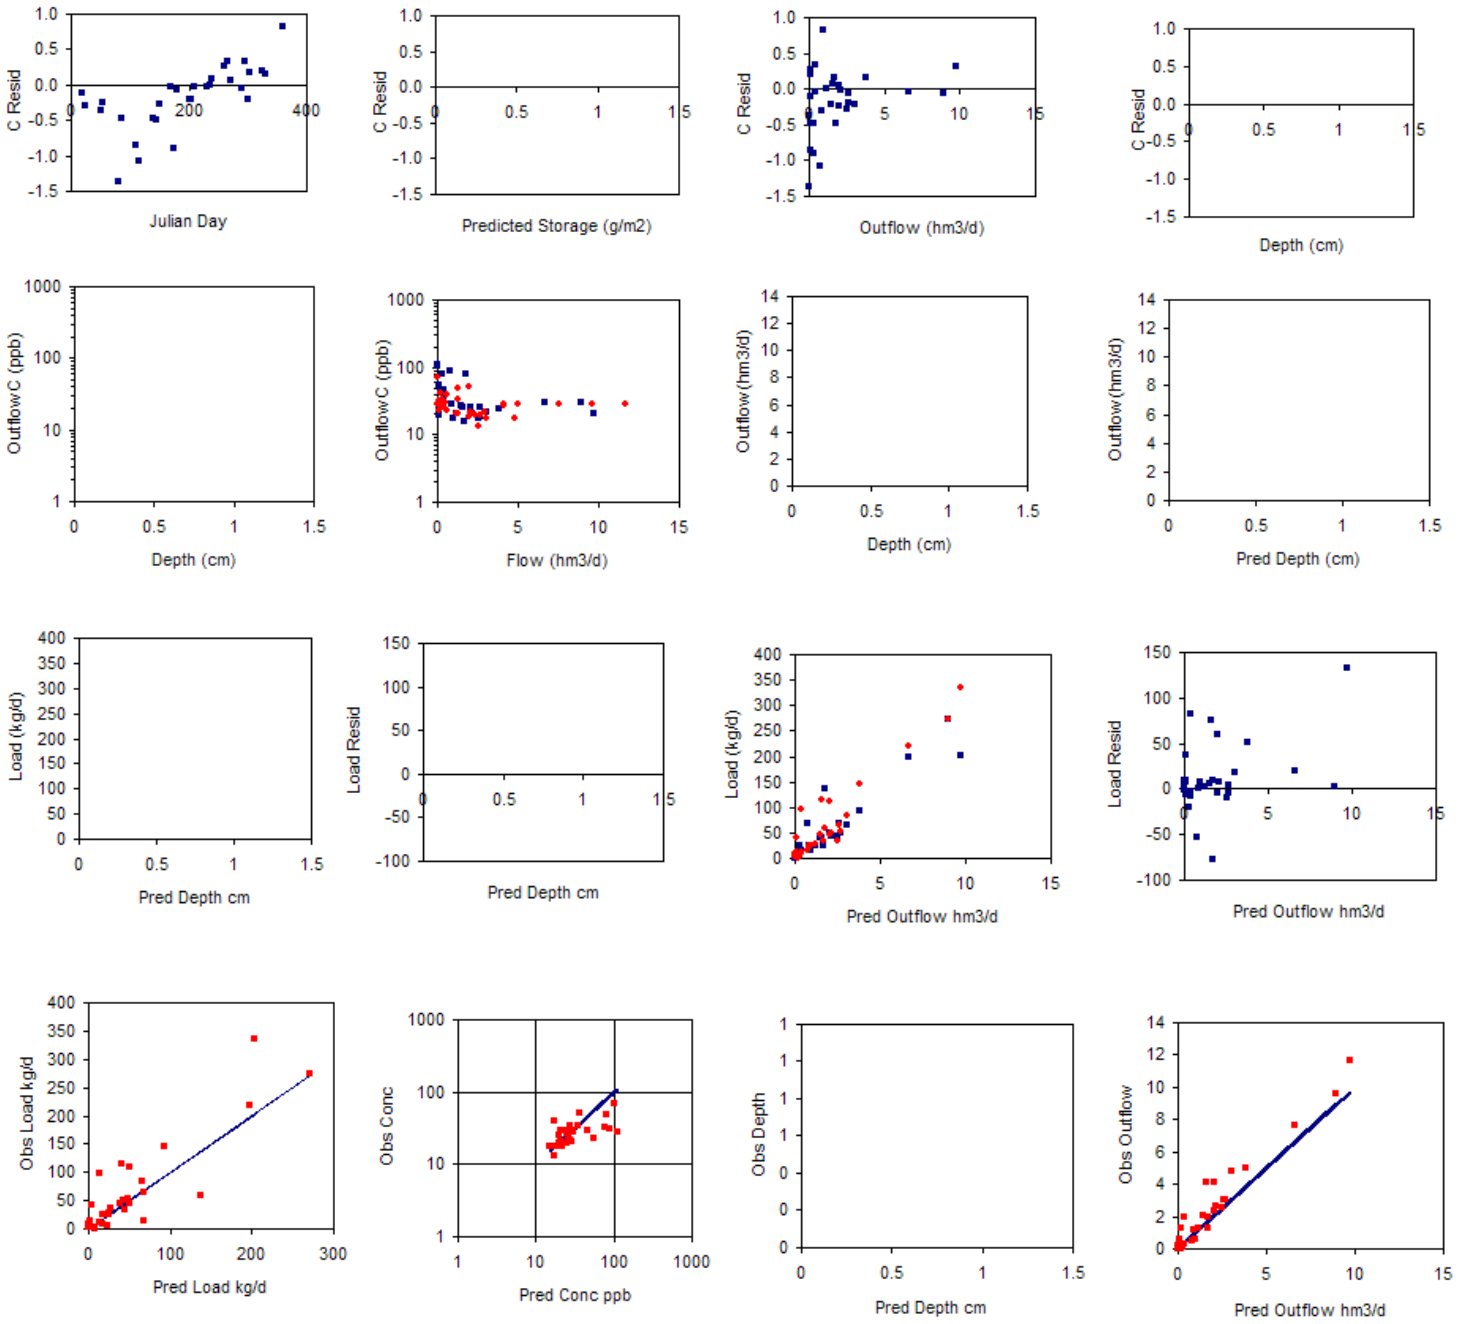 1.0
0.5
0.0
-0.5
-1.0
-1.5
C Resid
0 200 400
Julian Day
1.0
0.5
0.0
-0.5
-1.0
-1.5
C Resid
0 0.5 1 1.5
Predicted Storage (g/m2)
1.0
0.5
0.0
-0.5
-1.0
-1.5
C Resid
0 5 10 15
Outflow (hm3/d)
1.0
0.5
0.0
-0.5
-1.0
-1.5
C Resid
0 0.5 1 1.5
Depth (cm)
1000
100
10
1
Outflow C (ppb)
0 0.5 1 1.5
Depth (cm)
1000
100
10
1
Outflow C (ppb)
0 5 10 15
Flow (hm3/d)
14
12
10
8
6
4
2
0
Outflow (hm3/d)
0 0.5 1 1.5
Depth (cm)
14
12
10
8
6
4
2
0
Outflow (hm3/d)
0 0.5 1 1.5
Pred Depth (cm)
400
350
300
250
200
150
100
50
0
Load (kg/d)
0 0.5 1 1.5
Pred Depth cm
150
100
50
0
-50
-100
Load Resid
0 0.5 1 1.5
Pred Depth cm
400
350
300
250
200
150
100
50
0
Load (kg/d)
0 5 10 15
Pred Outflow hm3/d
150
100
50
0
-50
-100
Load Resid
0 5 10 15
Pred Outflow hm3/d
400
350
300
250
200
150
100
50
0
Obs Load kg/d
0 100 200 300
Pred Load kg/d
1000
100
10
1
Obs Conc
1 10 100 1000
Pred Conc ppb
1
1
1
1
0
0
0
Obs Depth
0 0.5 1 1.5
Pred Depth cm
14
12
10
8
6
4
2
0
Obs Outflow
0 5 10 15
Pred Outflow hm3/d